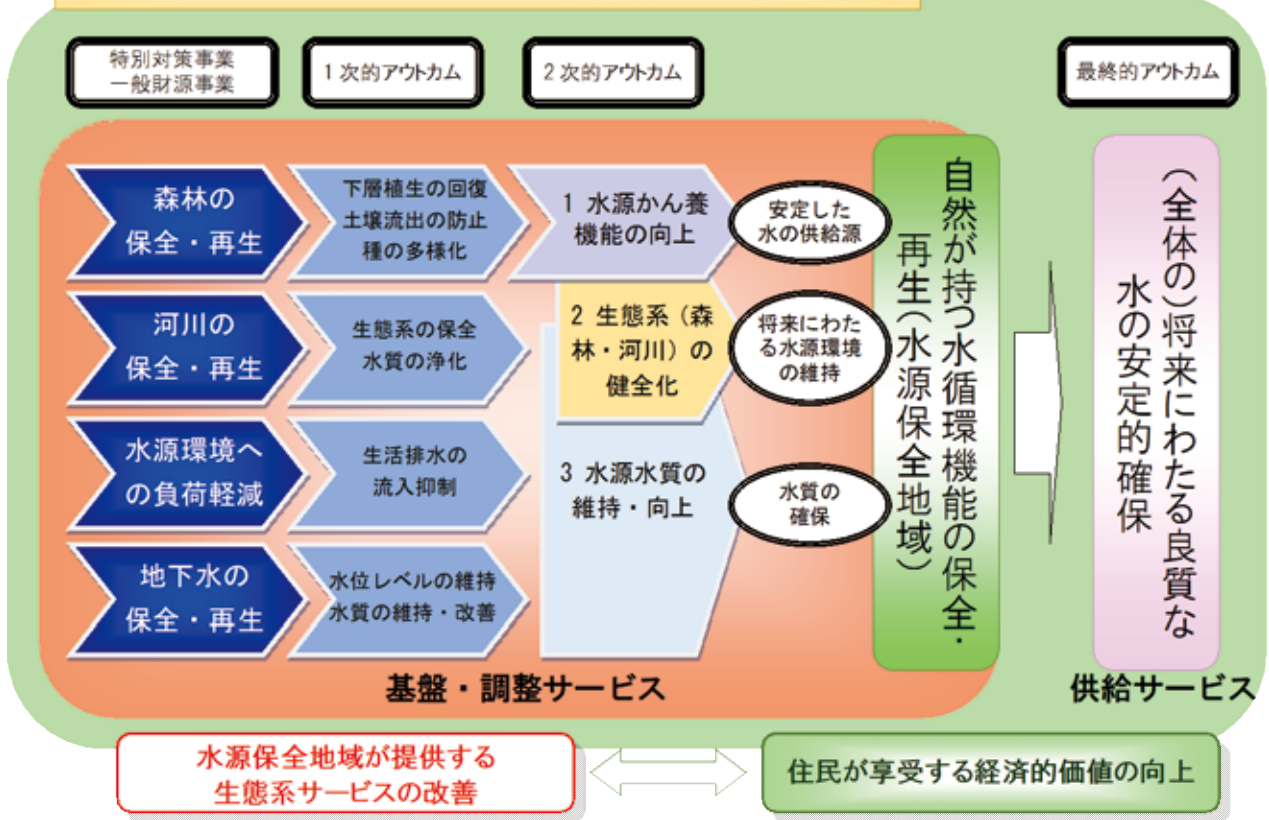 特別対策事業
一般財源事業
1次的アウトカム
2次的アウトカム
最終的アウトカム
森林の
保全・再生
下層植生の回復
土壌流出の防止
種の多様化
1 水源かん養
機能の向上
安定した
水の供給源
河川の
保全・再生
生態系の保全
水質の浄化
2 生態系(森
林・河川)の
健全化
将来にわた
る水源環境
の維持
水源環境へ
の負荷軽減
生活排水の
流入抑制
3 水源水質の
維持・向上
水質の
確保
地下水の
保全・再生
水位レベルの維持
水質の維持・改善
自然が持つ水循環機能の保全・
再生(水源保全地域)
(全体の)将来にわたる良質な
水の安定的確保
基盤・調整サービス
供給サービス
水源保全地域が提供する
生態系サービスの改善
住民が享受する経済的価値の向上